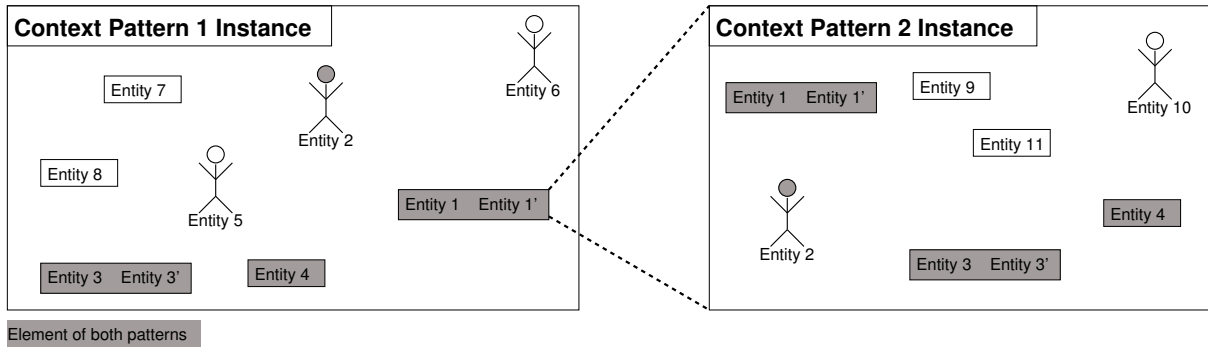 Context Pattern 1 Instance
Entity 6
Entity 7
Entity 2
Entity 8
Entity 5
Entity 1 Entity 1’
Entity 3 Entity 3’
Entity 4
Context Pattern 2 Instance
Entity 1 Entity 1’
Entity 9
Entity 10
Entity 11
Entity 2
Entity 4
Entity 3 Entity 3’
Element of both patterns